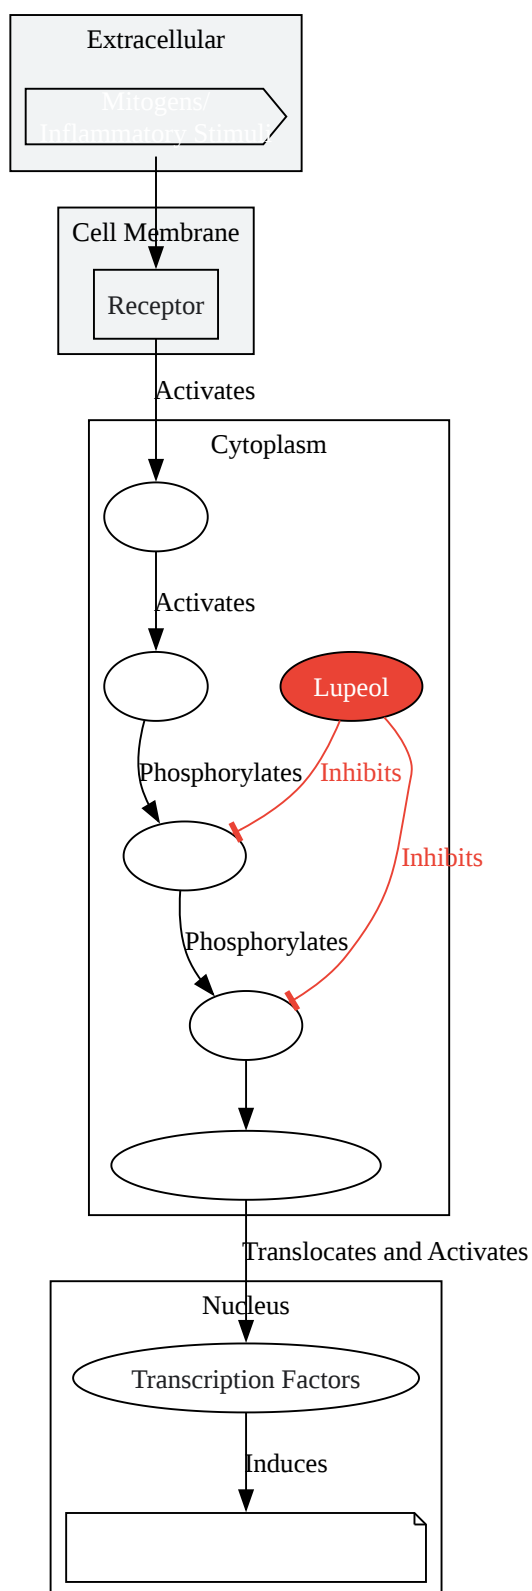 Extracellular
Mitogens/
Inflammatory Stimuli
Cell Membrane
Receptor
Activates
Cytoplasm
Activates
Lupeol
Phosphorylates
Inhibits
Inhibits
Phosphorylates
Translocates and Activates
Nucleus
Transcription Factors
Induces